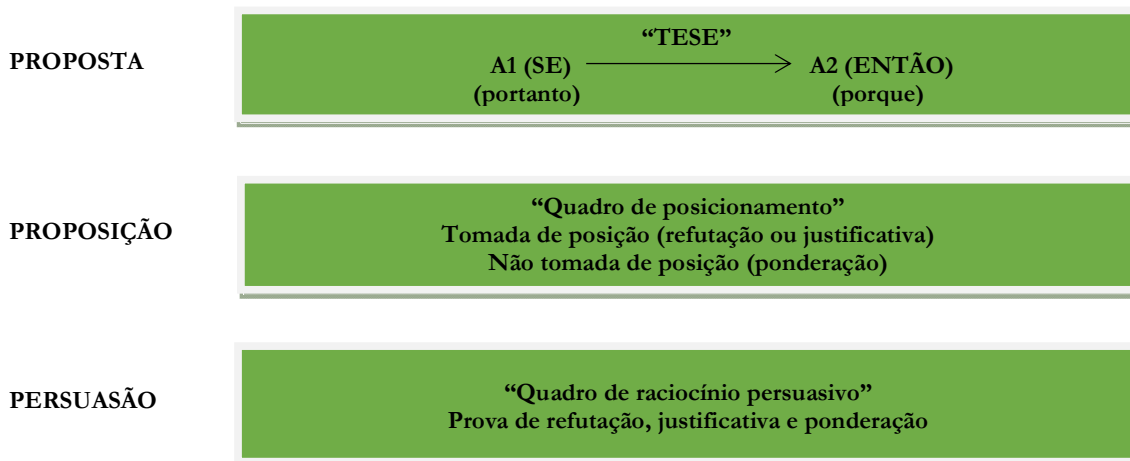 PROPOSTA
“TESE”
A1 (SE) A2 (ENTÃO)
(portanto) (porque)
PROPOSIÇÃO
“Quadro de posicionamento”
Tomada de posição (refutação ou justificativa)
Não tomada de posição (ponderação)
PERSUASÃO
“Quadro de raciocínio persuasivo”
Prova de refutação, justificativa e ponderação